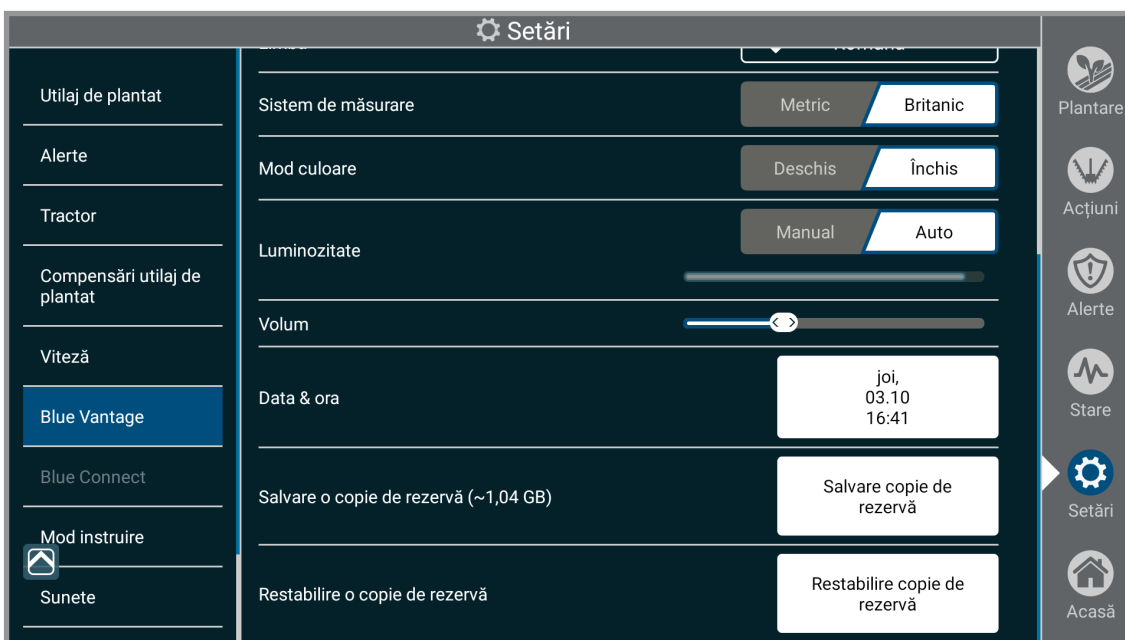 Setări
Utilaj de plantat
Alerte
Tractor
Compensări utilaj de
plantat
Viteză
Blue Vantage
Blue Connect
Mod instruire
Sunete
Limbă
Română
Sistem de măsurare
Metric
Britanic
Mod culoare
Deschis
Închis
Luminozitate
Manual
Auto
Volum
Data & ora
joi,
03.10
16:41
Salvare o copie de rezervă (~1,04 GB)
Salvare copie de
rezervă
Restabilire o copie de rezervă
Restabilire copie de
rezervă
Plantare
Acțiuni
Alerte
Stare
Setări
Acasă